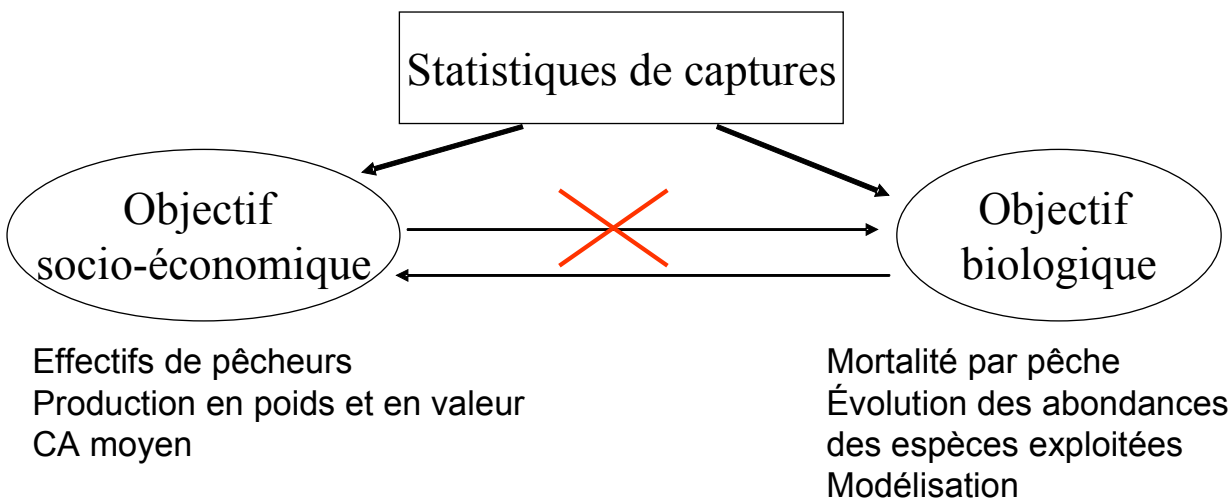 Statistiques de captures
Objectif
socio-économique
Objectif
biologique
Effectifs de pêcheurs
Production en poids et en valeur
CA moyen
Mortalité par pêche
Évolution des abondances
des espèces exploitées
Modélisation